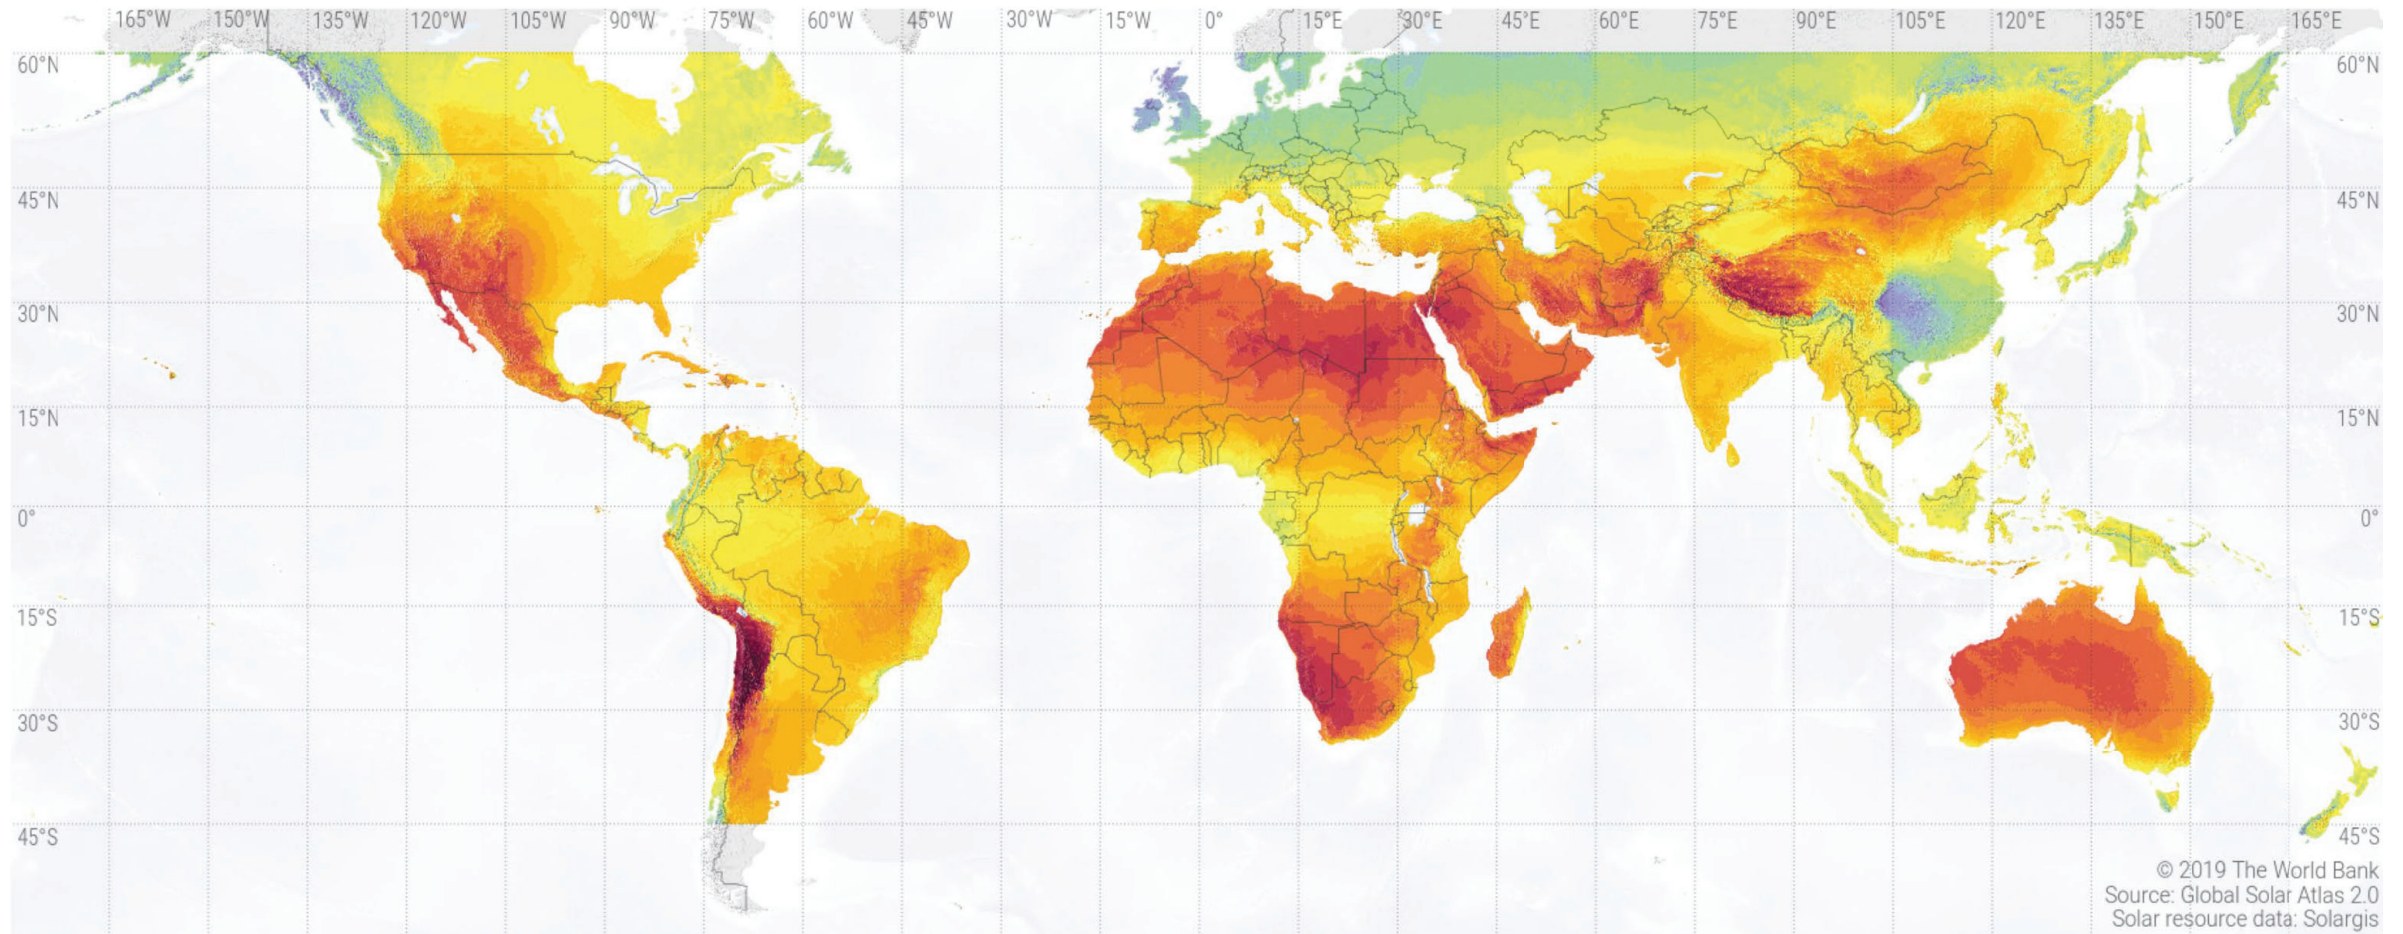 165°W 150°W 135°W 120°W 105°W 90°W 75°W 60°W 45°W 30°W 15°W 0° 15°E 30°E 45°E 60°E 75°E 90°E 105°E 120°E 135°E 150°E 165°E
60°N 60°N
45°N 45°N
30°N 30°N
15°N 15°N
0° 0°
15°S 15°S
30°S 30°S
45°S 45°S
© 2019 The World Bank
Source: Global Solar Atlas 2.0
Solar resource data: Solargis